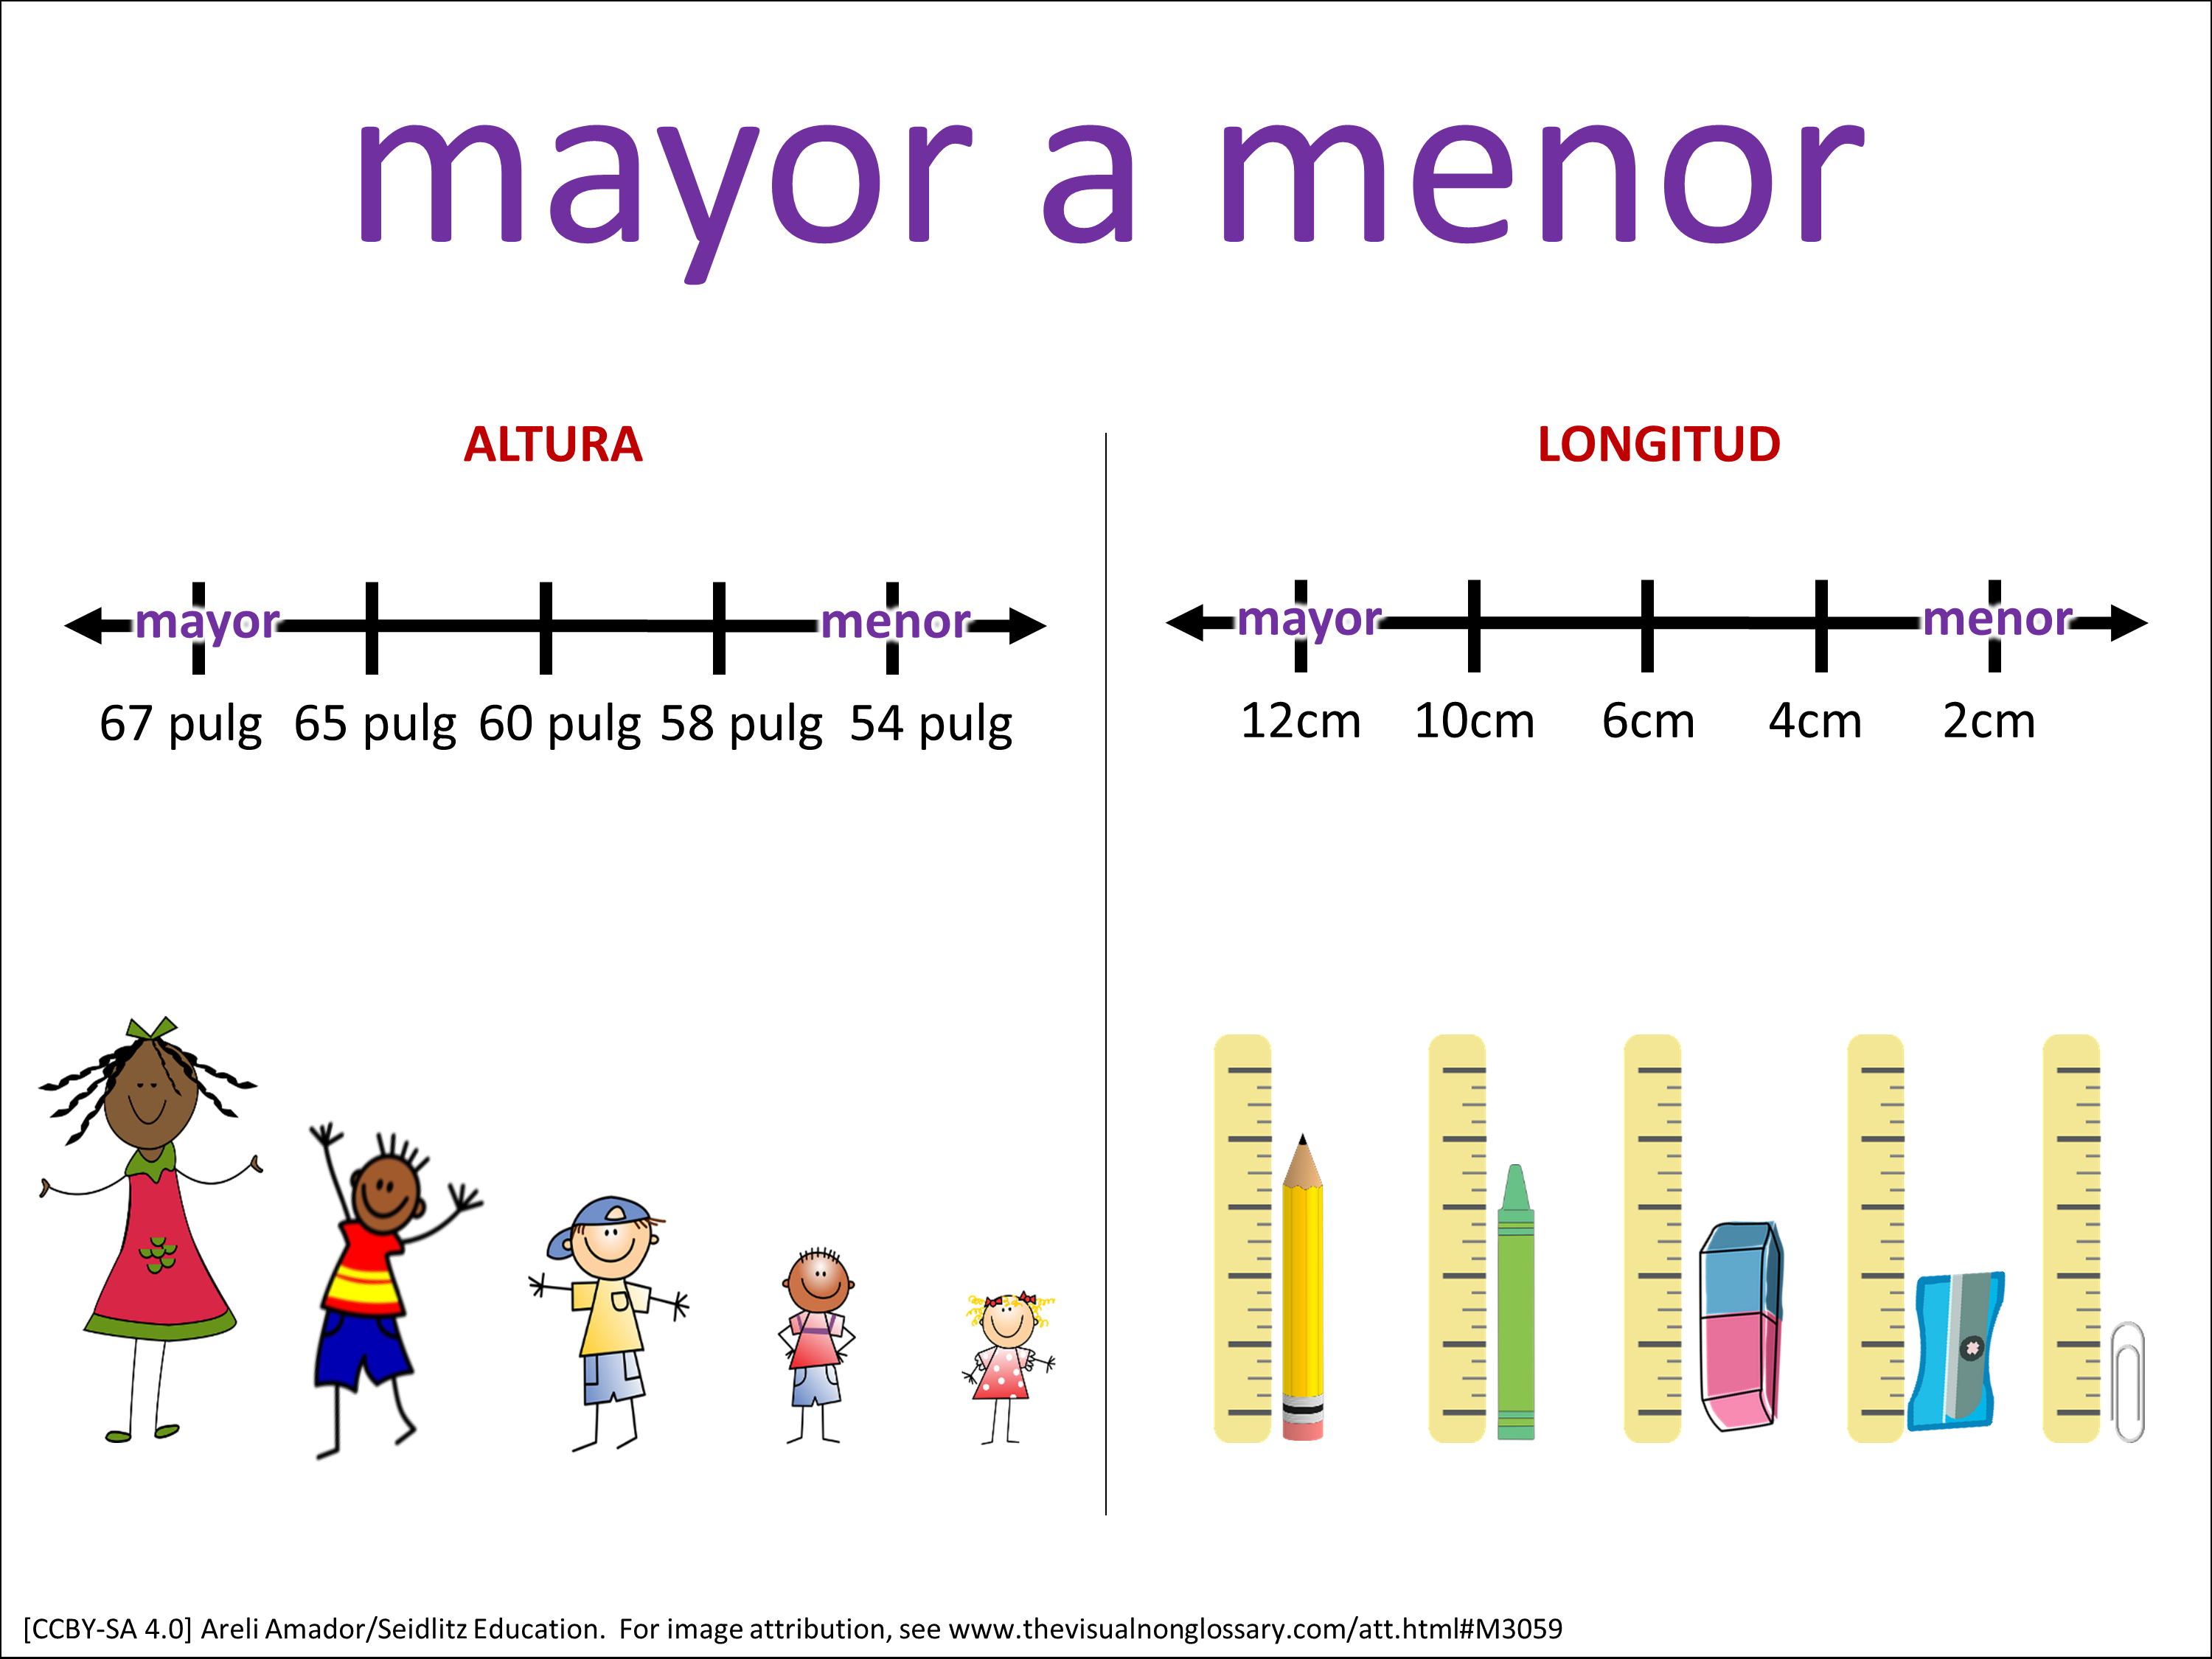 mayor a menor
ALTURA
mayor menor
67 pulg 65 pulg 60 pulg 58 pulg 54 pulg
LONGITUD
mayor menor
12cm 10cm 6cm 4cm 2cm
[CCBY-SA 4.0] Areli Amador/Seidlitz Education. For image attribution, see www.thevisualnonglossary.com/att.html#M3059